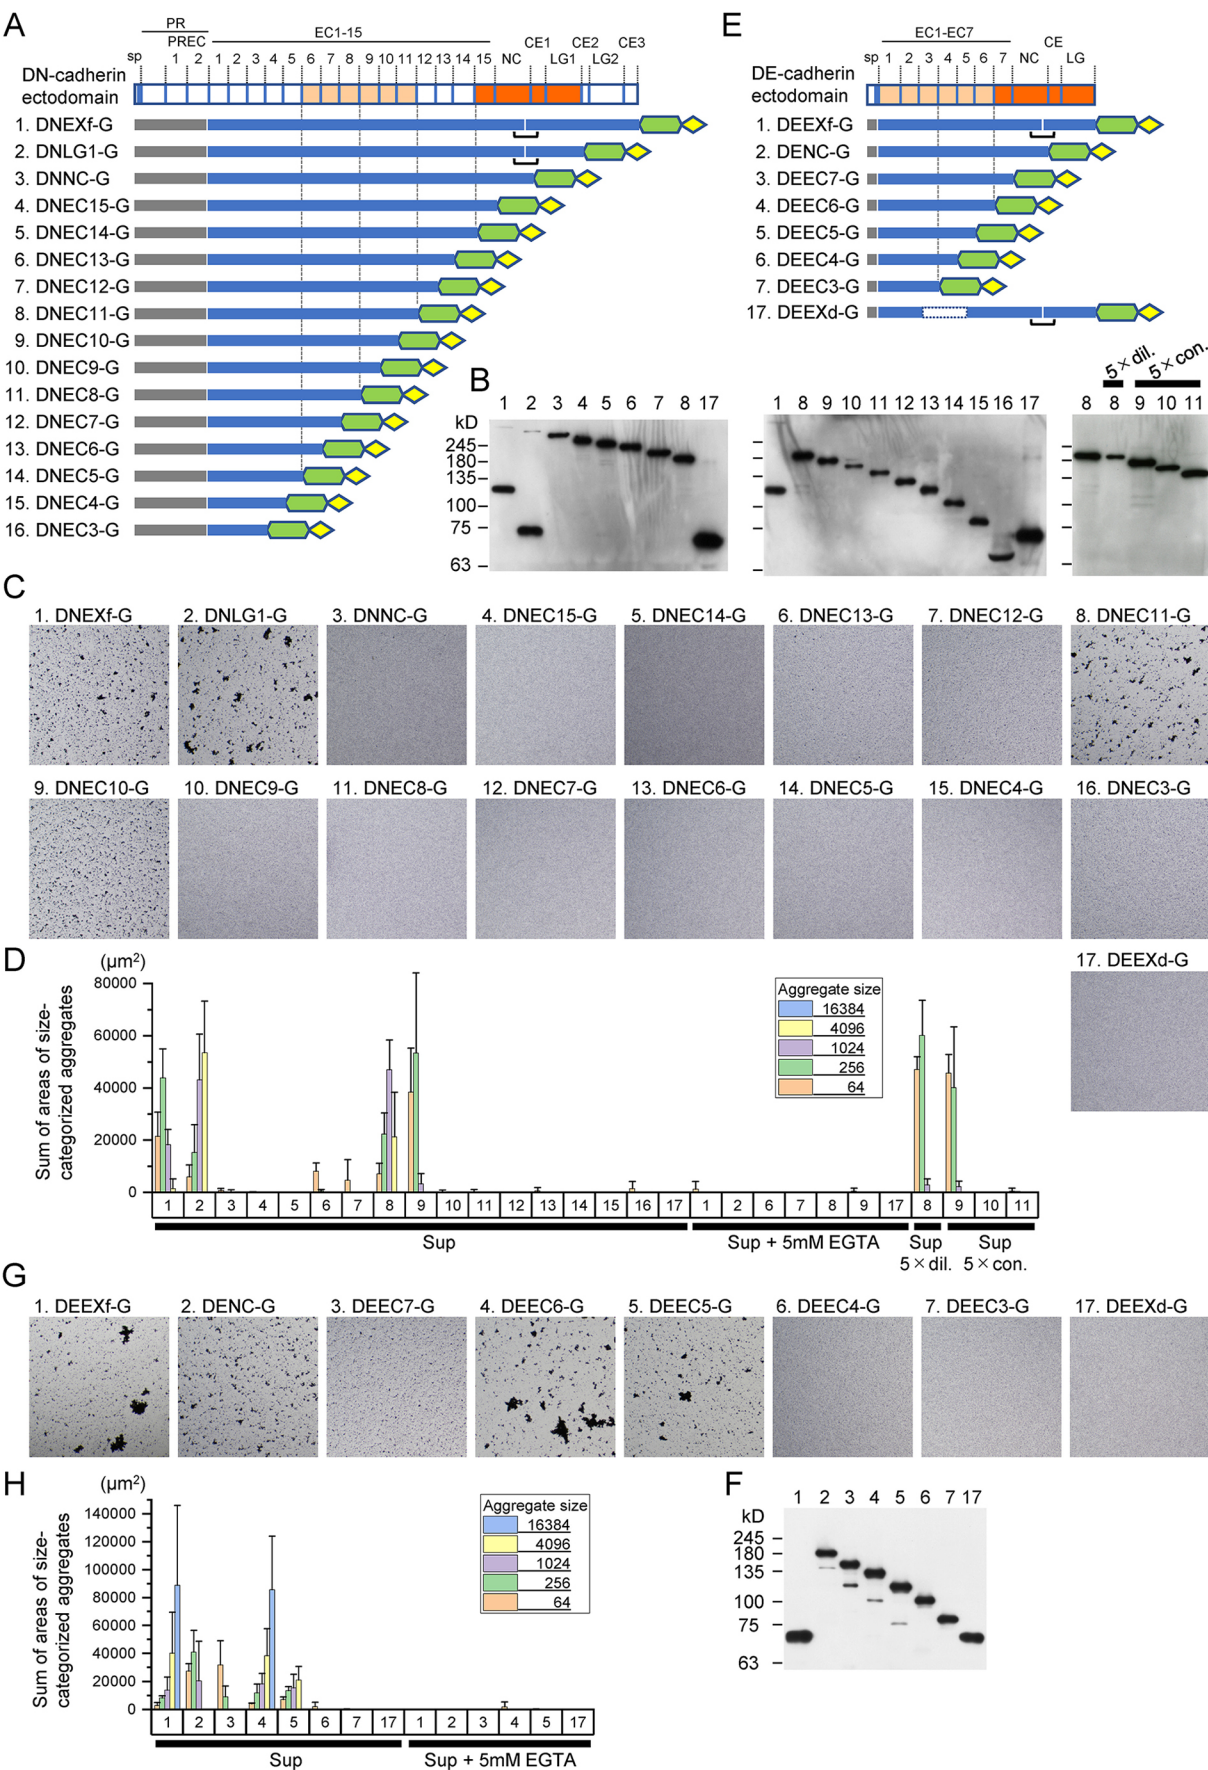 A
PR
PREC
EC1-15
CE1 CE2 CE3
sp 1 2 1 2 3 4 5 6 7 8 9 10 11 12 13 14 15 NC LG1 LG2
DN-cadherin
ectodomain
1. DNEXf-G
2. DNLG1-G
3. DNNC-G
4. DNEC15-G
5. DNEC14-G
6. DNEC13-G
7. DNEC12-G
8. DNEC11-G
9. DNEC10-G
10. DNEC9-G
11. DNEC8-G
12. DNEC7-G
13. DNEC6-G
14. DNEC5-G
15. DNEC4-G
16. DNEC3-G
E
EC1-EC7
CE
sp 1 2 3 4 5 6 7 NC LG
DE-cadherin
ectodomain
1. DEEXf-G
2. DENC-G
3. DEEC7-G
4. DEEC6-G
5. DEEC5-G
6. DEEC4-G
7. DEEC3-G
17. DEEXd-G
B
kD
1 2 3 4 5 6 7 8 17
245
180
135
100
75
63
1 8 9 10 11 12 13 14 15 16 17
5×dil.
5×con.
8 8 9 10 11
C
1. DNEXf-G
2. DNLG1-G
3. DNNC-G
4. DNEC15-G
5. DNEC14-G
6. DNEC13-G
7. DNEC12-G
8. DNEC11-G
9. DNEC10-G
10. DNEC9-G
11. DNEC8-G
12. DNEC7-G
13. DNEC6-G
14. DNEC5-G
15. DNEC4-G
16. DNEC3-G
17. DEEXd-G
D
(µm²)
Sum of areas of size-
categorized aggregates
80000
60000
40000
20000
0
Aggregate size
16384
4096
1024
256
64
1 2 3 4 5 6 7 8 9 10 11 12 13 14 15 16 17 1 2 6 7 8 9 17 8 9 10 11
Sup
Sup + 5mM EGTA
Sup
5×dil.
Sup
5×con.
G
1. DEEXf-G
2. DENC-G
3. DEEC7-G
4. DEEC6-G
5. DEEC5-G
6. DEEC4-G
7. DEEC3-G
17. DEEXd-G
H
(µm²)
Sum of areas of size-
categorized aggregates
140000
120000
100000
80000
60000
40000
20000
0
Aggregate size
16384
4096
1024
256
64
1 2 3 4 5 6 7 17 1 2 3 4 5 17
Sup
Sup + 5mM EGTA
F
kD
1 2 3 4 5 6 7 17
245
180
135
100
75
63